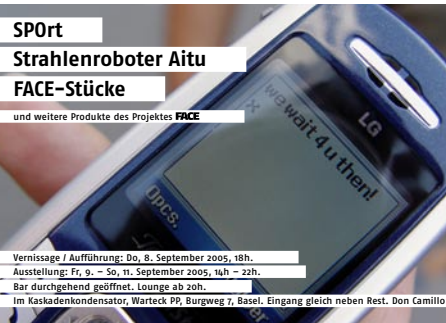 SPOrt
Strahlenroboter Aitu
FACE-Stücke
und weitere Produkte des Projektes FACE
LG
we wait 4 u then!
Opcs.
Vernissage / Aufführung: Do, 8. September 2005, 18h.
Ausstellung: Fr, 9. – So, 11. September 2005, 14h – 22h.
Bar durchgehend geöffnet. Lounge ab 20h.
Im Kaskadenkondensator, Warteck PP, Burgweg 7, Basel. Eingang gleich neben Rest. Don Camillo